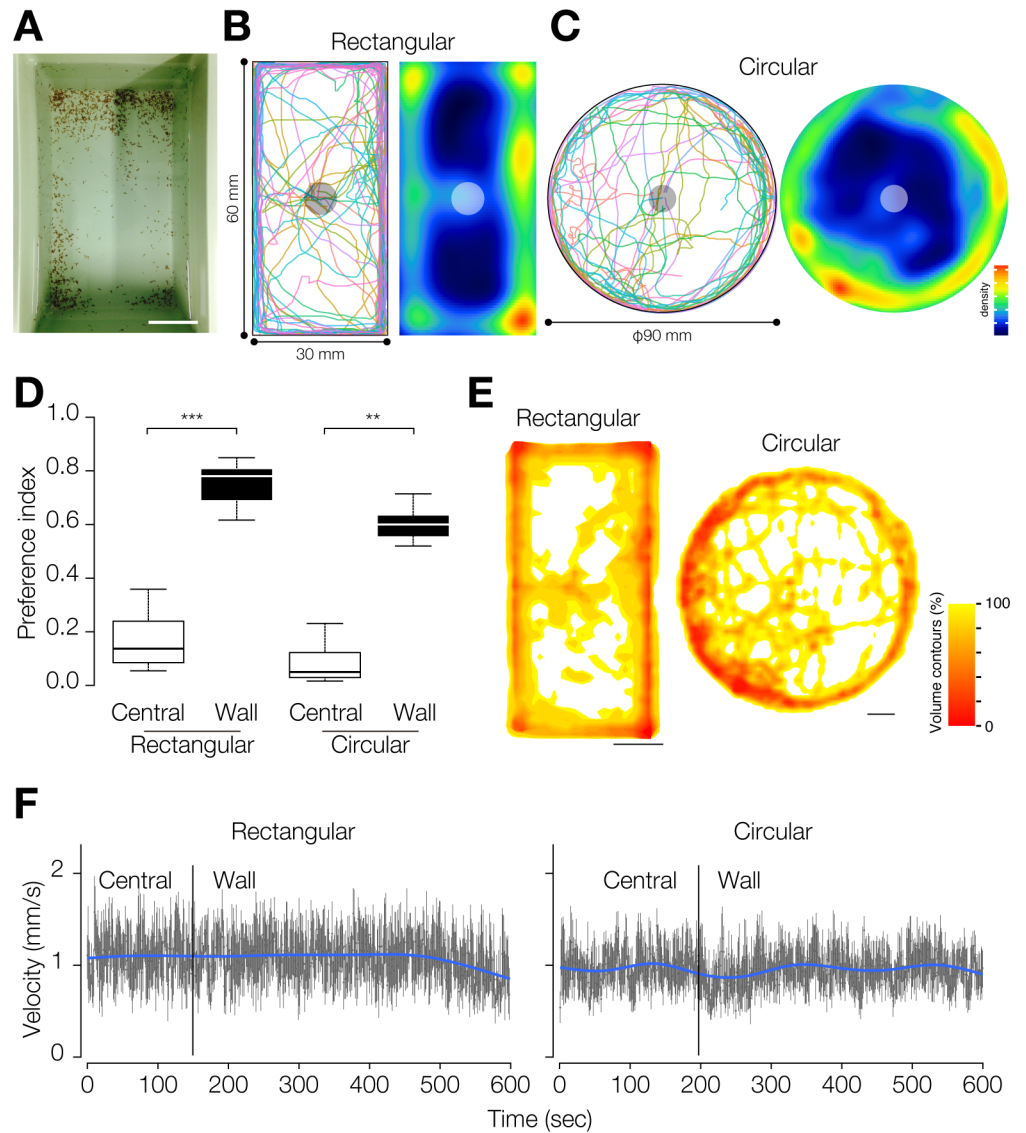 A
B
Rectangular
60 mm
30 mm
C
Circular
φ90 mm
density
D
Preference index
1.0
0.8
0.6
0.4
0.2
0.0
***
**
Central
Wall
Central
Wall
Rectangular
Circular
E
Rectangular
Circular
Volume contours (%)
100
0
F
Rectangular
Circular
Velocity (mm/s)
2
1
0
Central
Wall
Central
Wall
0 100 200 300 400 500 600
0 100 200 300 400 500 600
Time (sec)